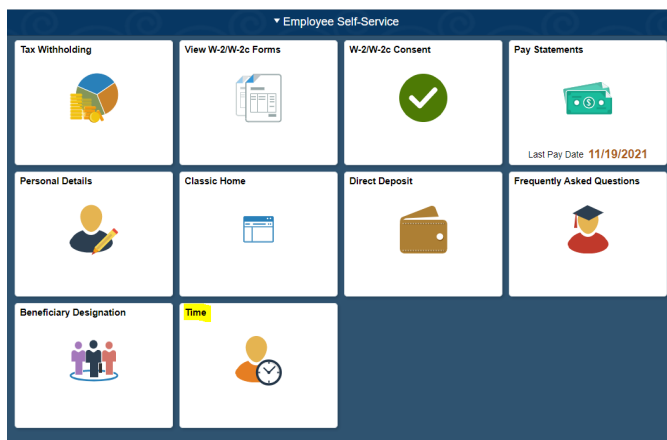 Employee Self-Service
Tax Withholding
View W-2/W-2c Forms
W-2/W-2c Consent
Pay Statements
Last Pay Date 11/19/2021
Personal Details
Classic Home
Direct Deposit
Frequently Asked Questions
Beneficiary Designation
Time